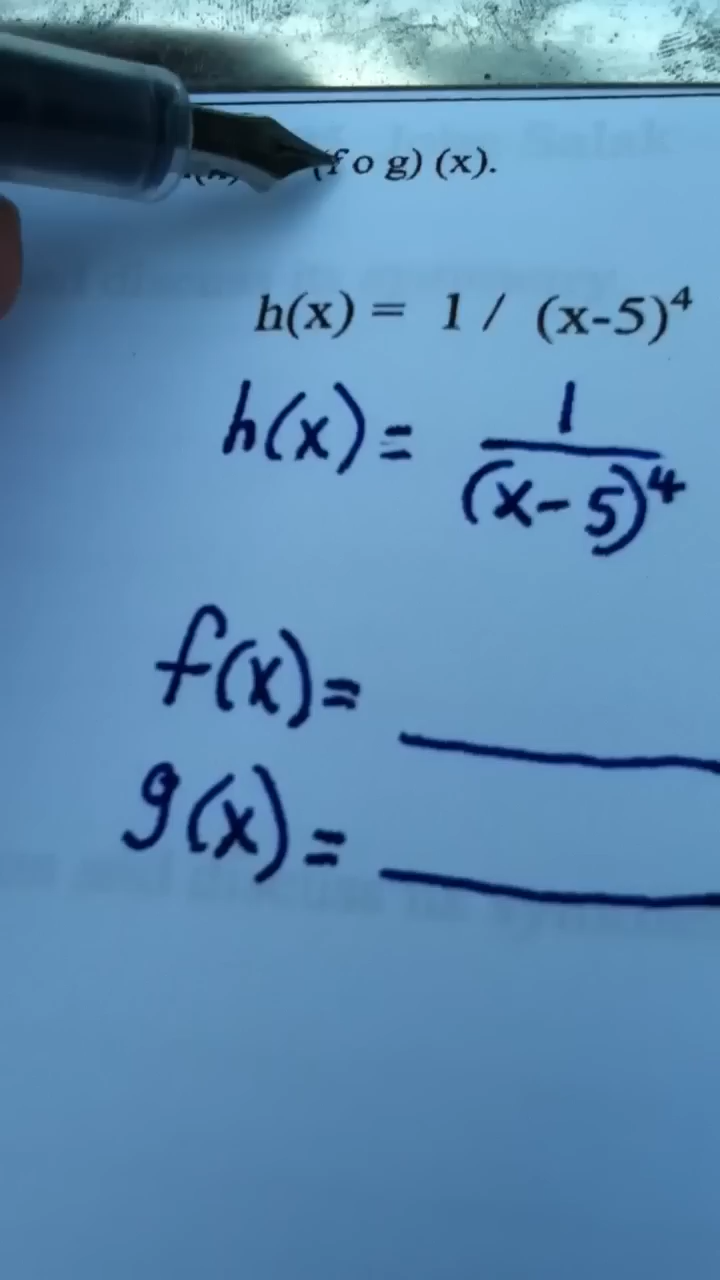 (f o g) (x).
h(x) = 1 / (x-5)⁴
h(x) = 1 / (x-5)⁴
f(x) =
g(x) =